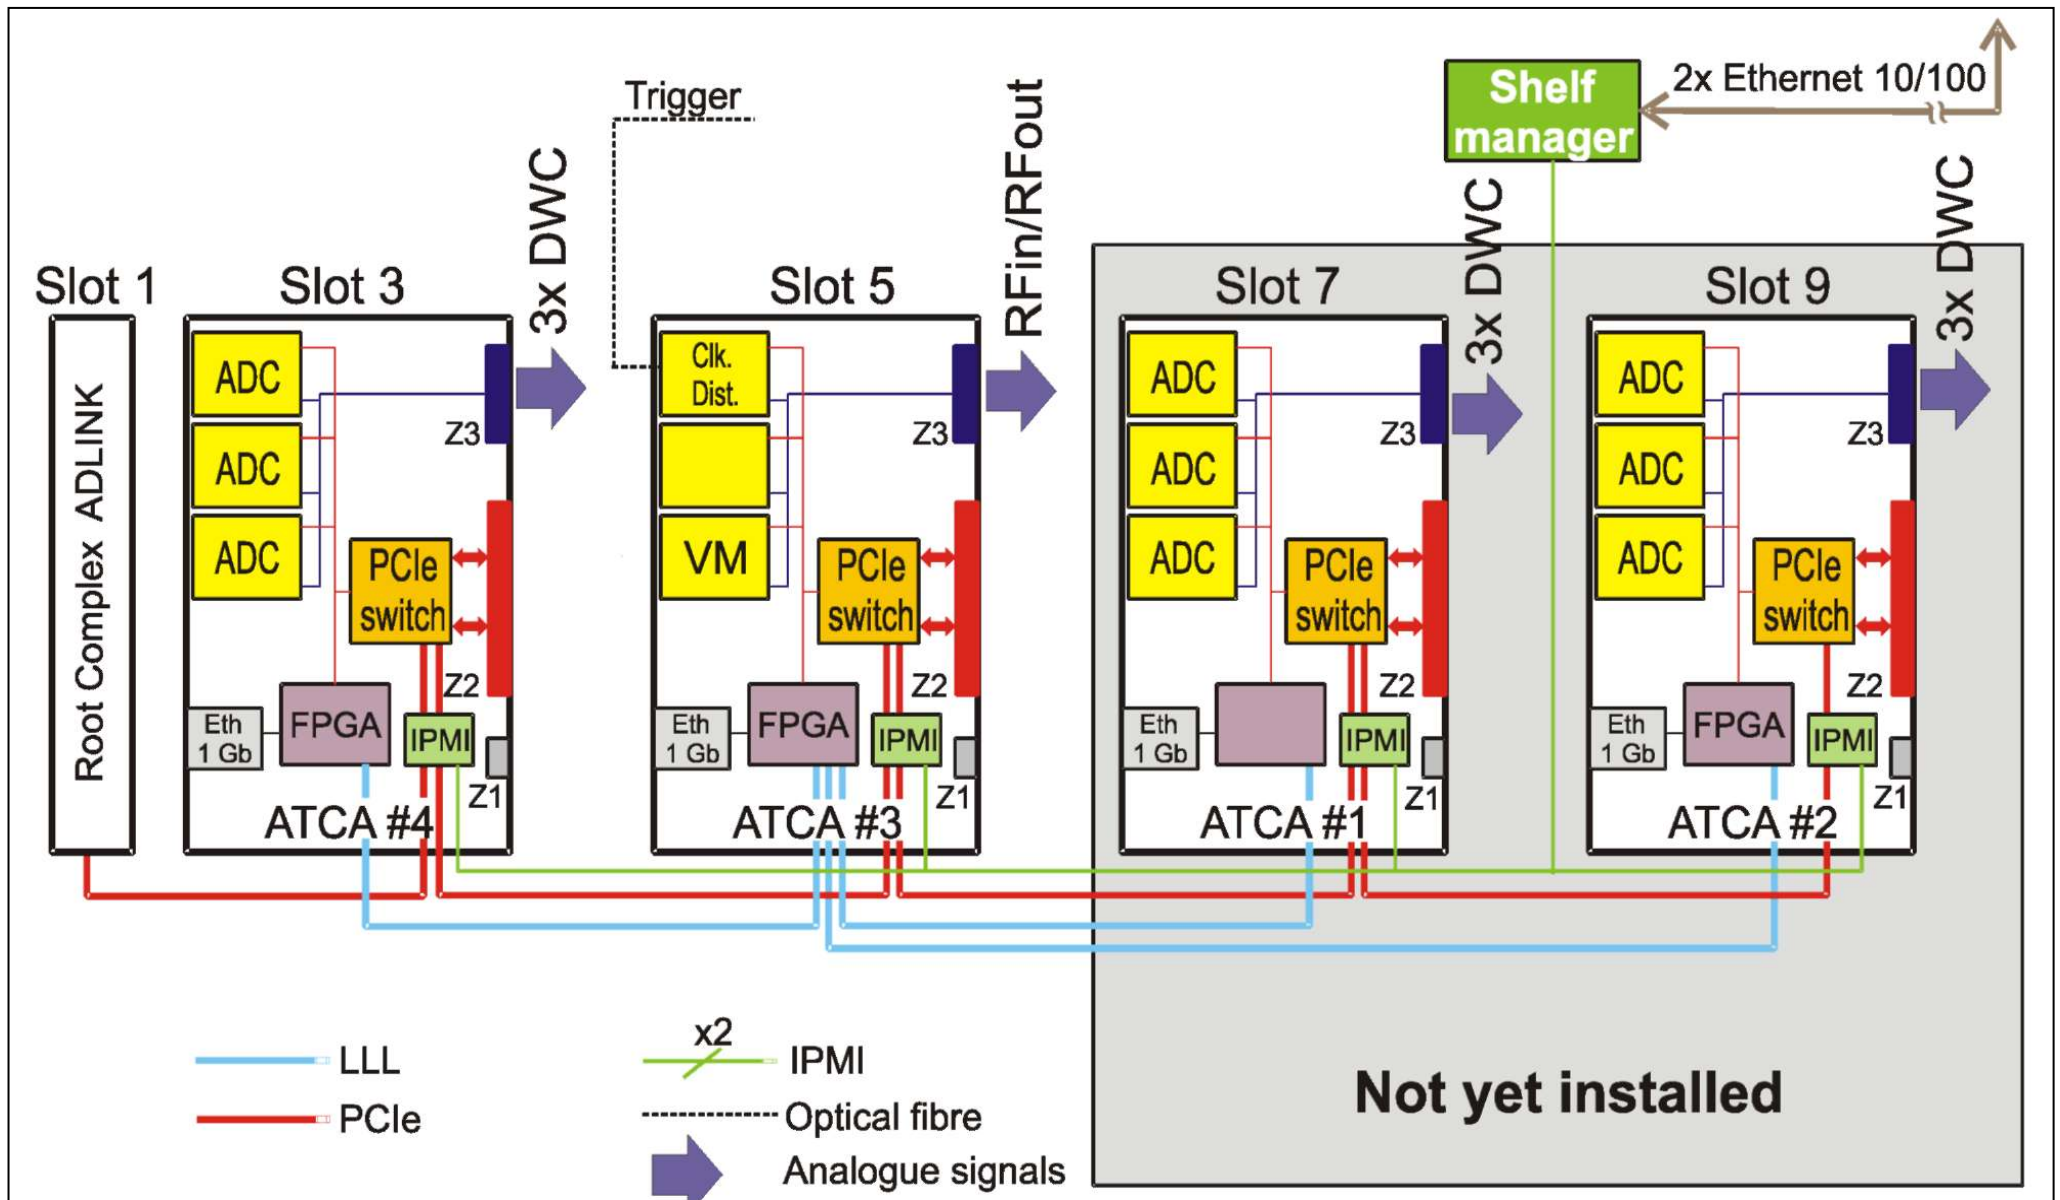 Trigger
3x DWC
RFin/RFout
Shelf
manager
2x Ethernet 10/100
3x DWC
3x DWC
Slot 1
Root Complex ADLINK
Slot 3
ADC
ADC
ADC
Z3
PCIe
switch
Z2
Eth
1 Gb
FPGA
IPMI
Z1
ATCA #4
Slot 5
Clk.
Dist.
VM
Z3
PCIe
switch
Z2
Eth
1 Gb
FPGA
IPMI
Z1
ATCA #3
Slot 7
ADC
ADC
ADC
Z3
PCIe
switch
Z2
Eth
1 Gb
IPMI
Z1
ATCA #1
Slot 9
ADC
ADC
ADC
Z3
PCIe
switch
Z2
Eth
1 Gb
FPGA
IPMI
Z1
ATCA #2
LLL
PCIe
x2
IPMI
Optical fibre
Analogue signals
Not yet installed